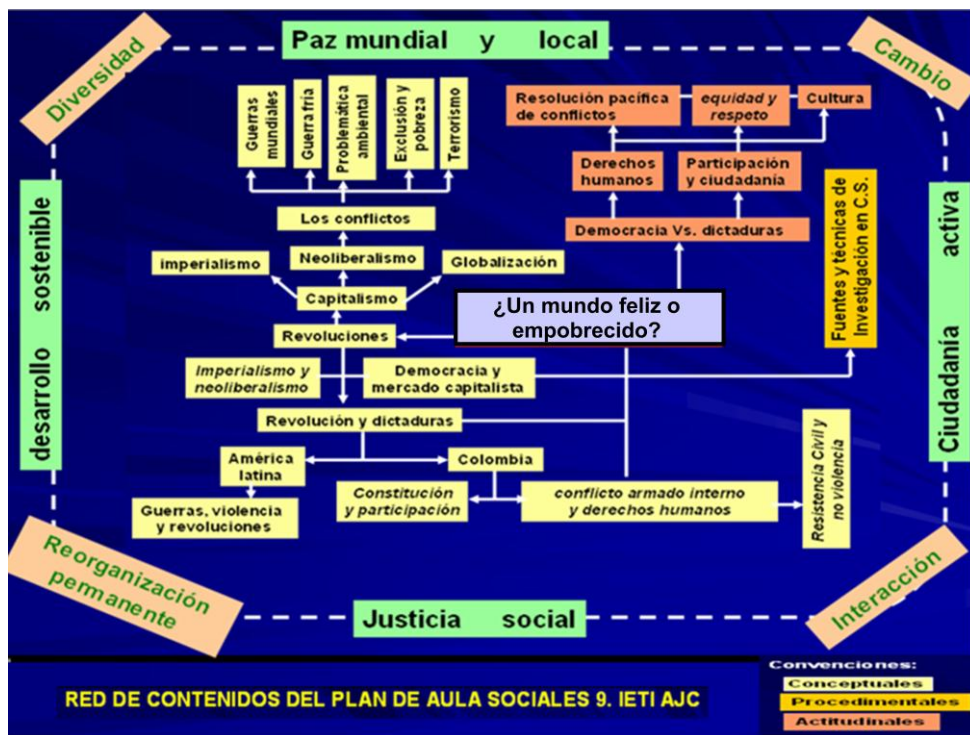 Paz mundial y local
Diversidad
Cambio
desarrollo sostenible
Ciudadanía activa
Guerras
mundiales
Guerra fría
Problemática
ambiental
Exclusión y
pobreza
Terrorismo
Resolución pacífica
de conflictos
equidad y
respeto
Cultura
Derechos
humanos
Participación
y ciudadanía
Democracia Vs. dictaduras
Fuentes y técnicas de
Investigación en C.S.
Los conflictos
Neoliberalismo
imperialismo
Globalización
Capitalismo
¿Un mundo feliz o
empobrecido?
Revoluciones
Imperialismo y
neoliberalismo
Democracia y
mercado capitalista
Revolución y dictaduras
América
latina
Colombia
Guerras, violencia
y revoluciones
Constitución
y participación
conflicto armado interno
y derechos humanos
Resistencia Civil y
no violencia
Reorganización
permanente
Justicia social
Interacción
RED DE CONTENIDOS DEL PLAN DE AULA SOCIALES 9. IETI AJC
Convenciones:
Conceptuales
Procedimentales
Actitudinales